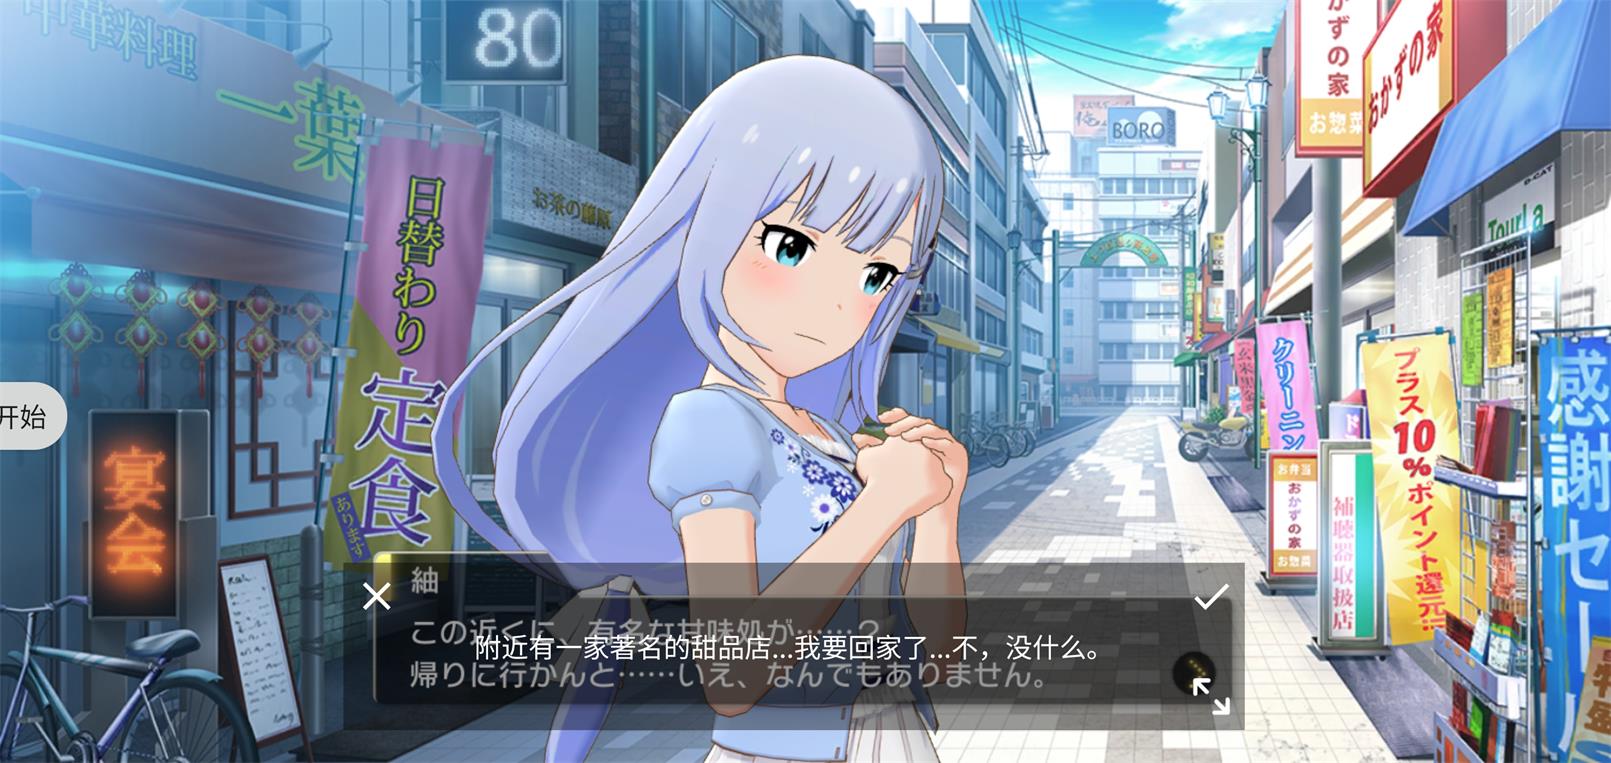 中華料理
一葉
80
日替わり
定食
あります
お茶の藤原
宴会
开始
BORO
おかずの家
お惣菜
おかずの家
D-CAT
クリーニン
プラス10%ポイント還元!!
感謝セー
お弁当
おかずの家
お惣菜
補聴器取扱店
紬
この近くに、有名な甘味処が……?
帰りに行かんと……いえ、なんでもありません。
附近有一家著名的甜品店...我要回家了...不，没什么。